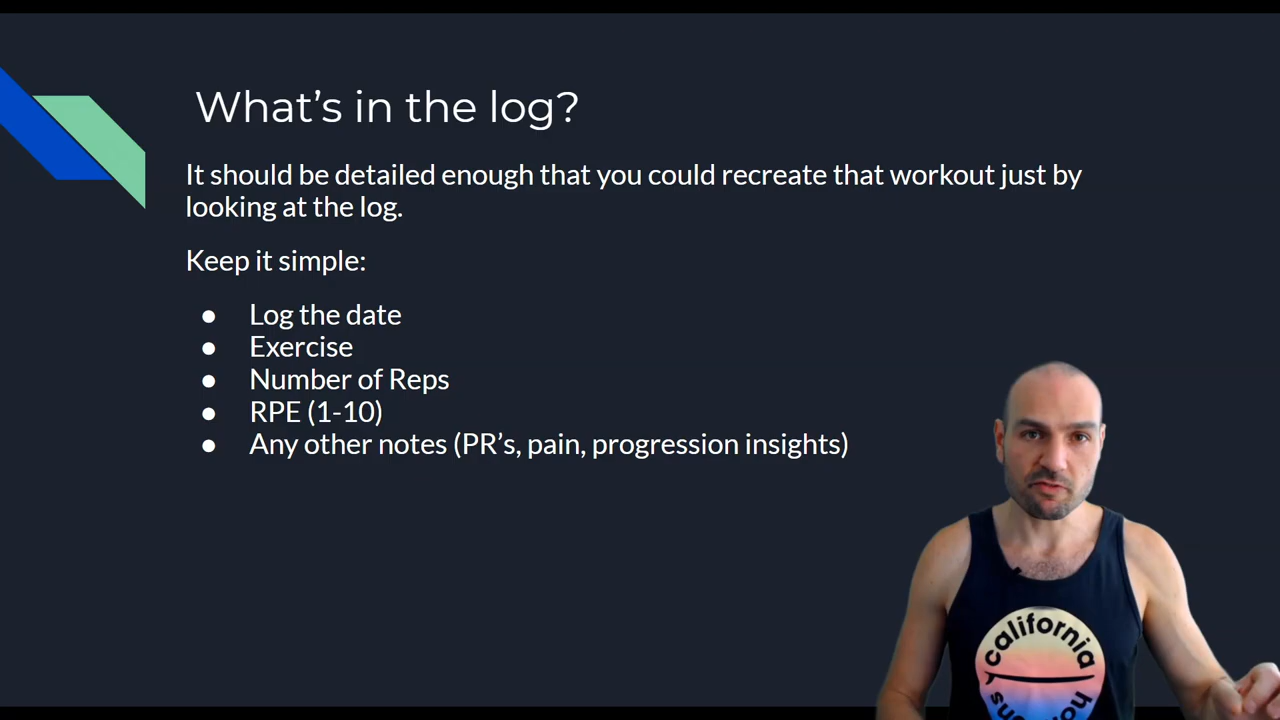 What's in the log?
It should be detailed enough that you could recreate that workout just by
looking at the log.
Keep it simple:
● Log the date
● Exercise
● Number of Reps
● RPE (1-10)
● Any other notes (PR's, pain, progression insights)
california